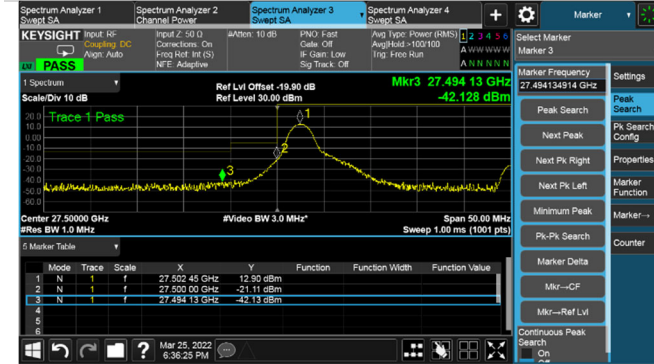 Spectrum Analyzer 1
Swept SA
Spectrum Analyzer 2
Channel Power
Spectrum Analyzer 3
Swept SA
Spectrum Analyzer 4
Swept SA
+
Marker
KEYSIGHT
Input: RF
Coupling: DC
Align: Auto
Input Z: 50 Ω
Corrections: On
Freq Ref: Int (S)
NFE: Adaptive
#Atten: 10 dB
PNO: Fast
Gate: Off
IF Gain: Low
Sig Track: Off
Avg Type: Power (RMS)
Avg|Hold >100/100
Trig: Free Run
1 2 3 4 5 6
A W W W W W
A N N N N N
PASS
Select Marker
Marker 3
1 Spectrum
Scale/Div 10 dB
Ref Lvl Offset -19.90 dB
Ref Level 30.00 dBm
Mkr3 27.494 13 GHz
-42.128 dBm
Trace 1 Pass
20.0
10.0
0.00
-10.0
-20.0
-30.0
-40.0
-50.0
-60.0
1
2
3
Center 27.50000 GHz
#Res BW 1.0 MHz
#Video BW 3.0 MHz*
Span 50.00 MHz
Sweep 1.00 ms (1001 pts)
5 Marker Table
Mode Trace Scale X Y Function Function Width Function Value
1 N 1 f 27.502 45 GHz 12.90 dBm
2 N 1 f 27.500 00 GHz -21.11 dBm
3 N 1 f 27.494 13 GHz -42.13 dBm
4
5
6
Marker Frequency
27.494134914 GHz
Peak Search
Next Peak
Next Pk Right
Next Pk Left
Minimum Peak
Pk-Pk Search
Marker Delta
Mkr→CF
Mkr→Ref Lvl
Continuous Peak
Search
On
Off
Settings
Peak
Search
Pk Search
Config
Properties
Marker
Function
Marker→
Counter
?
Mar 25, 2022
6:36:25 PM